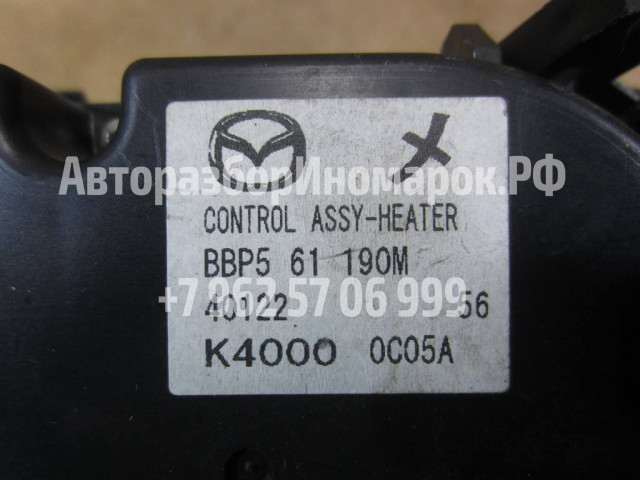 АвторазборИномарок.РФ
CONTROL ASSY-HEATER
BBP5 61 190M
+7 962 57 06 999
40122 56
K4000 0C05A